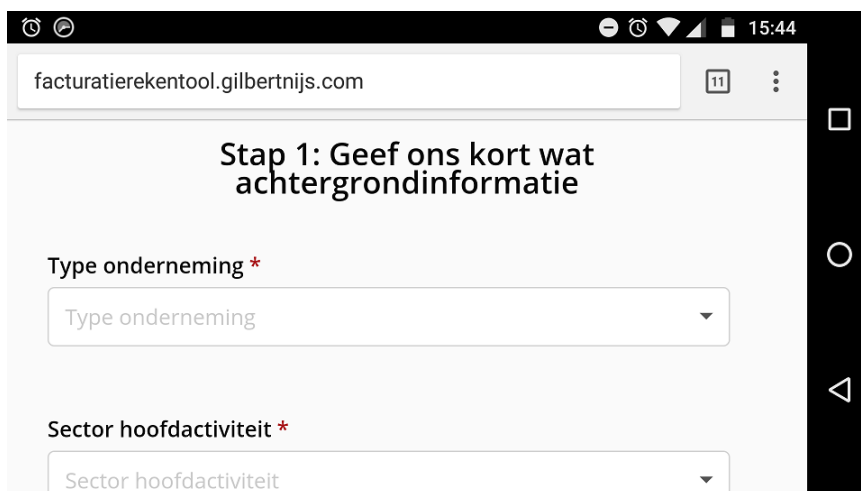 15:44
facturatierekentool.gilbertnijs.com
11
Stap 1: Geef ons kort wat
achtergrondinformatie
Type onderneming *
Type onderneming
Sector hoofdactiviteit *
Sector hoofdactiviteit